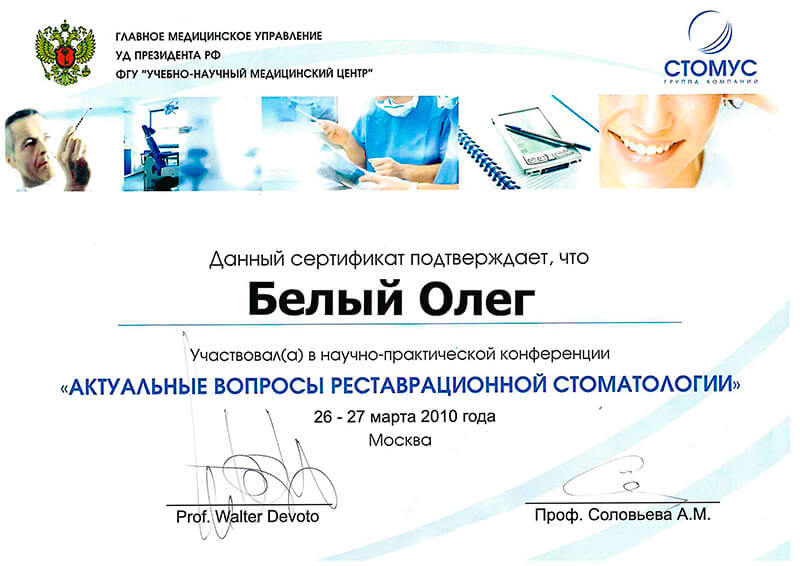 ГЛАВНОЕ МЕДИЦИНСКОЕ УПРАВЛЕНИЕ
УД ПРЕЗИДЕНТА РФ
ФГУ "УЧЕБНО-НАУЧНЫЙ МЕДИЦИНСКИЙ ЦЕНТР"
СТОМУС
ГРУППА КОМПАНИЙ
Данный сертификат подтверждает, что
Белый Олег
Участвовал(а) в научно-практической конференции
«АКТУАЛЬНЫЕ ВОПРОСЫ РЕСТАВРАЦИОННОЙ СТОМАТОЛОГИИ»
26 - 27 марта 2010 года
Москва
Prof. Walter Devoto
Проф. Соловьева А.М.